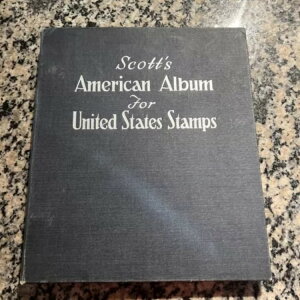 Scott's
American Album
For
United States Stamps